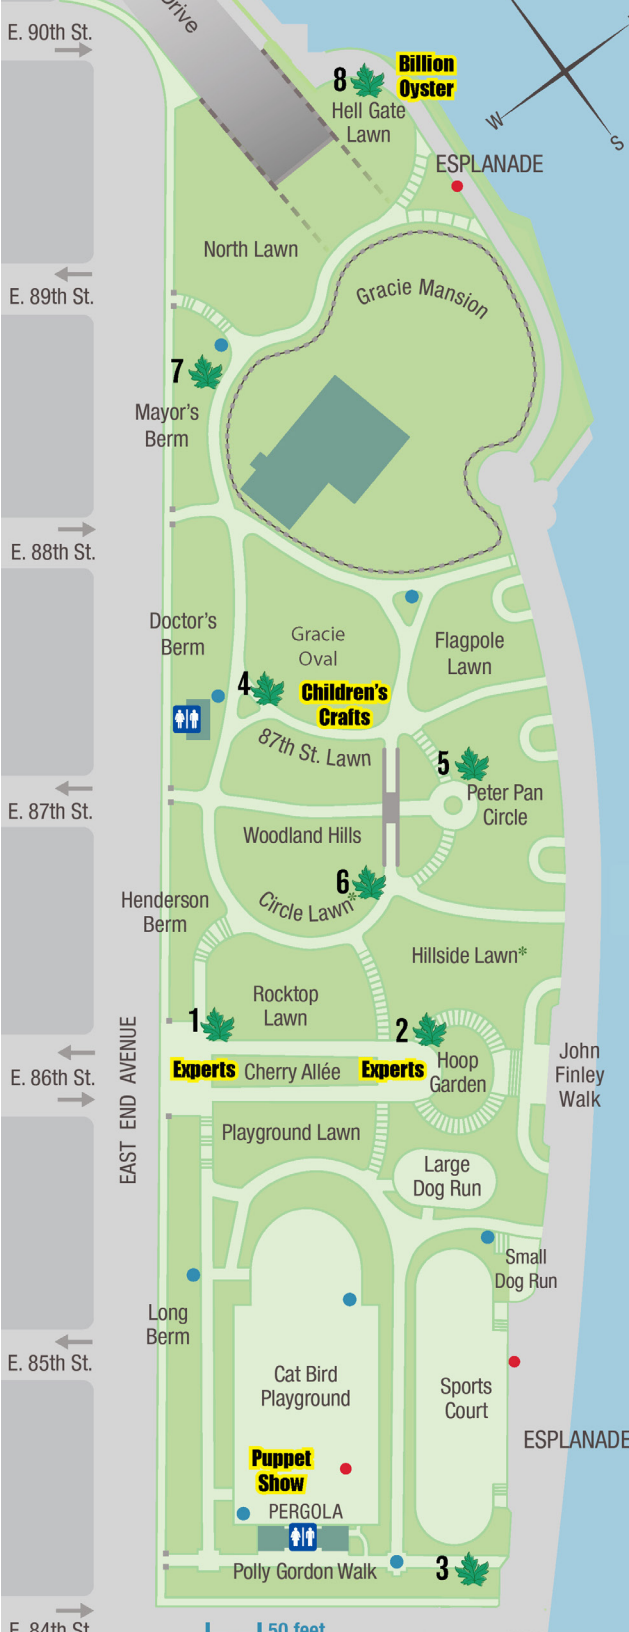 Drive
E. 90th St.
8
Billion
Oyster
Hell Gate
Lawn
W
S
ESPLANADE
North Lawn
E. 89th St.
Gracie Mansion
7
Mayor's
Berm
E. 88th St.
Doctor's
Berm
Gracie
Oval
Flagpole
Lawn
4
Children's
Crafts
87th St. Lawn
5
Peter Pan
Circle
E. 87th St.
Woodland Hills
6
Circle Lawn*
Henderson
Berm
Hillside Lawn*
Rocktop
Lawn
1
2
Experts
Cherry Allée
Experts
Hoop
Garden
John
Finley
Walk
E. 86th St.
EAST END AVENUE
Playground Lawn
Large
Dog Run
Small
Dog Run
Long
Berm
E. 85th St.
Cat Bird
Playground
Sports
Court
ESPLANADE
Puppet
Show
PERGOLA
Polly Gordon Walk
3
E. 84th St.
50 feet